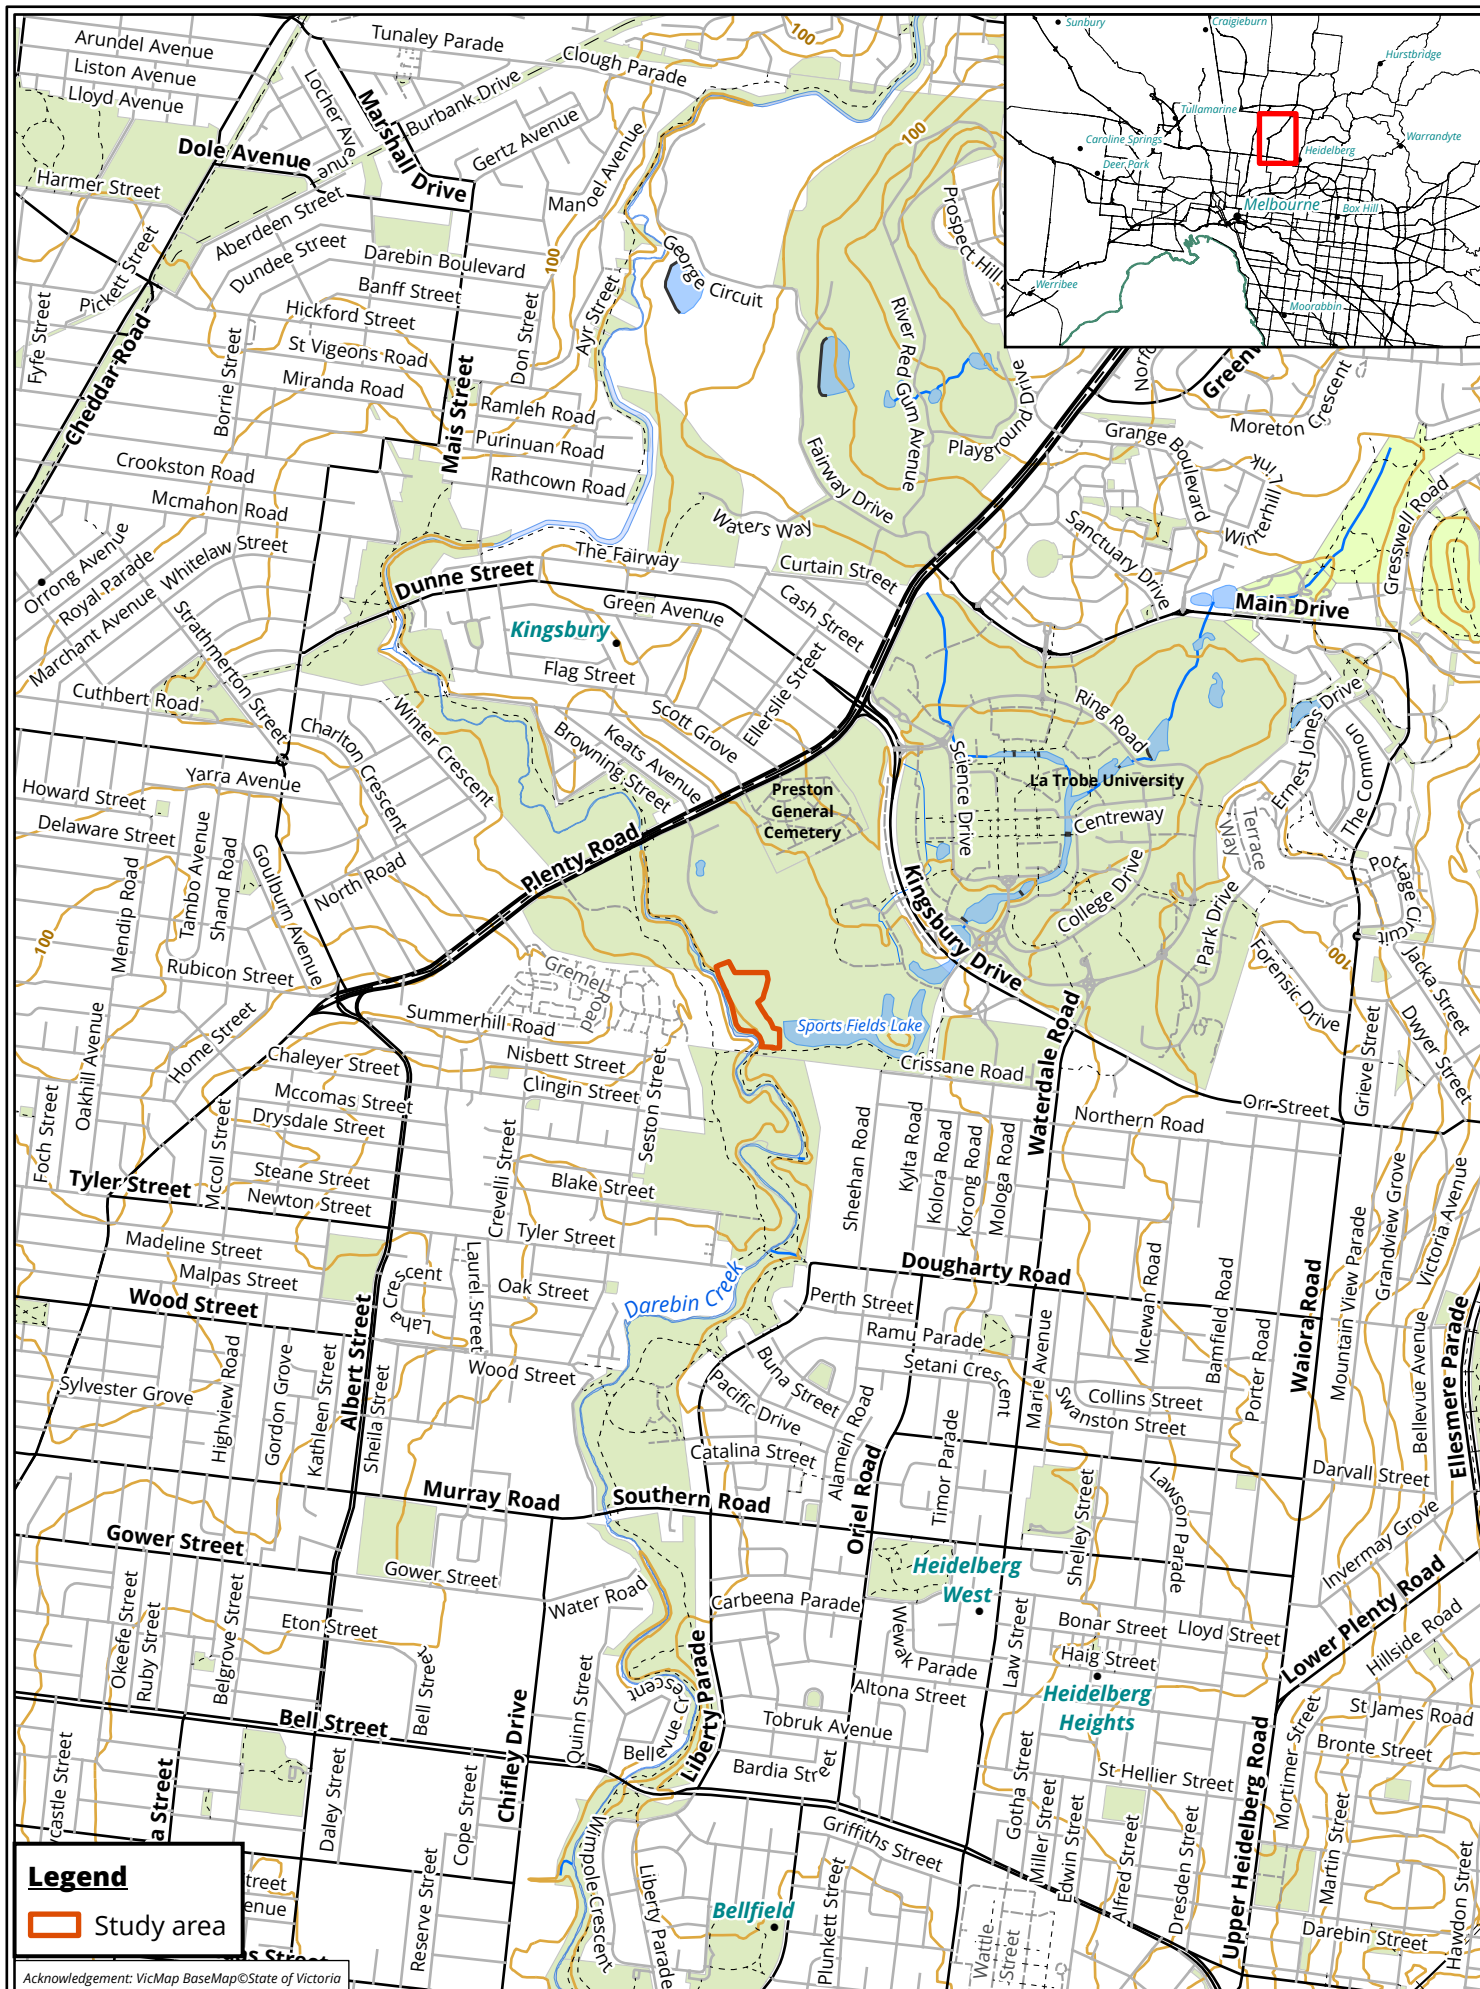 Arundel Avenue
Liston Avenue
Lloyd Avenue
Tunaley Parade
Clough Parade
100
Locher Ave
nue
Marshall Drive
Burbank Drive
Gertz Avenue
Manoel Avenue
Dole Avenue
Harmer Street
Aberdeen Street
Dundee Street
Pickett Street
Darebin Boulevard
Banff Street
Hickford Street
St Vigeons Road
Miranda Road
Fyfe Street
Cheddar Road
Borrie Street
Mais Street
Don Street
100
Ayr Street
George Circuit
Ramleh Road
Purinuan Road
Rathcown Road
100
Prospect Hill
River Red Gum Avenue
Playground Drive
Fairway Drive
Waters Way
Sunbury
Craigieburn
Hurstbridge
Tullamarine
Caroline Springs
Deer Park
Heidelberg
Warrandyte
Melbourne
Box Hill
Werribee
Moorabbin
Norfo
Greenw
Moreton Crescent
Grange Boulevard
Winterhill Link
Sanctuary Drive
Gresswell Road
Main Drive
Crookston Road
Mcmahon Road
Whitelaw Street
Orrong Avenue
Royal Parade
Marchant Avenue
Strathmerton Street
Cuthbert Road
The Fairway
Dunne Street
Green Avenue
Kingsbury
Flag Street
Curtain Street
Cash Street
Ellerslie Street
Scott Grove
Keats Avenue
Browning Street
Winter Crescent
Charlton Crescent
Yarra Avenue
Howard Street
Delaware Street
Mendip Road
Tambo Avenue
Shand Road
Goulburn Avenue
North Road
Plenty Road
Preston
General
Cemetery
Ring Road
La Trobe University
Science Drive
Centreway
College Drive
Kingsbury Drive
Park Drive
Terrace
Way
Ernest Jones Drive
The Common
Pottage Circuit
Forensic Drive
100
Jacka Street
Dwyer Street
Grieve Street
100
Rubicon Street
Home Street
Oakhill Avenue
Foch Street
Gremel
Road
Summerhill Road
Nisbett Street
Clingin Street
Seston Street
Chaleyer Street
Mccomas Street
Drysdale Street
Mccoll Street
Steane Street
Newton Street
Crevelli Street
Blake Street
Tyler Street
Tyler Street
Sports Fields Lake
Crissane Road
Waterdale Road
Northern Road
Orr Street
Sheehan Road
Kylta Road
Kolora Road
Korong Road
Mologa Road
Madeline Street
Malpas Street
Wood Street
Laha Crescent
Laurel Street
Oak Street
Darebin Creek
Wood Street
Dougharty Road
Perth Street
Ramu Parade
Setani Crescent
Buna Street
Pacific Drive
Catalina Street
Alamein Road
Oriel Road
Timor Parade
Marie Avenue
Mcewan Road
Bamfield Road
Porter Road
Waiora Road
Mountain View Parade
Grandview Grove
Victoria Avenue
Bellevue Avenue
Ellesmere Parade
Collins Street
Swanston Street
Sylvester Grove
Highview Road
Gordon Grove
Kathleen Street
Albert Street
Sheila Street
Murray Road
Southern Road
Darvall Street
Shelley Street
Lawson Parade
Invermay Grove
Gower Street
Gower Street
Water Road
Carbeena Parade
Heidelberg
West
Okeefe Street
Ruby Street
Belgrove Street
Eton Street
Bell Street
Bell Street
Quinn Street
Bellevue Crescent
Liberty Parade
Wewak Parade
Altona Street
Tobruk Avenue
Bardia Street
Law Street
Bonar Street
Lloyd Street
Haig Street
Heidelberg
Heights
Lower Plenty Road
Hillside Road
St James Road
Bronte Street
Mortimer Street
St Hellier Street
Gotha Street
Miller Street
Edwin Street
Alfred Street
Dresden Street
Upper Heidelberg Road
Martin Street
Darebin Street
Hawdon Street
wcastle Street
a Street
Daley Street
Cope Street
Chifley Drive
Reserve Street
Wimpole Crescent
Liberty Parade
Bellfield
Plunkett Street
Griffiths Street
Wattle
Street
Legend
Study area
treet
enue
as Street
Acknowledgement: VicMap BaseMap©State of Victoria